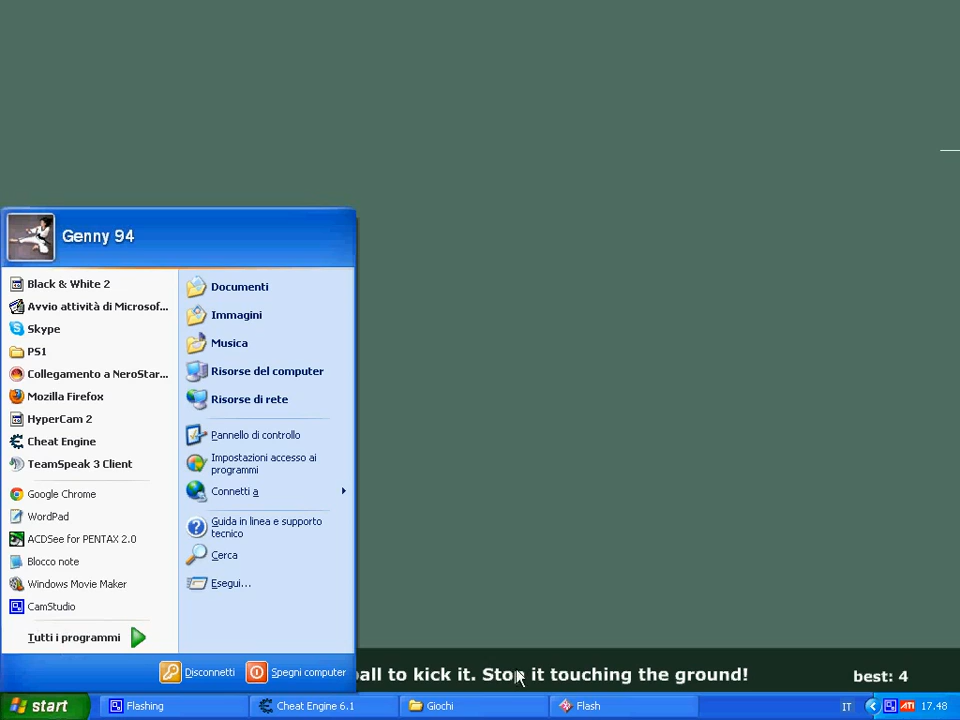 Genny 94
Black & White 2
Avvio attività di Microsof...
Skype
PS1
Collegamento a NeroStar...
Mozilla Firefox
HyperCam 2
Cheat Engine
TeamSpeak 3 Client
Google Chrome
WordPad
ACDSee for PENTAX 2.0
Blocco note
Windows Movie Maker
CamStudio
Tutti i programmi
Documenti
Immagini
Musica
Risorse del computer
Risorse di rete
Pannello di controllo
Impostazioni accesso ai
programmi
Connetti a
Guida in linea e supporto
tecnico
Cerca
Esegui...
Disconnetti
Spegni computer
ball to kick it. Stop it touching the ground!
best: 4
start
Flashing
Cheat Engine 6.1
Giochi
Flash
IT
ATI
17.48